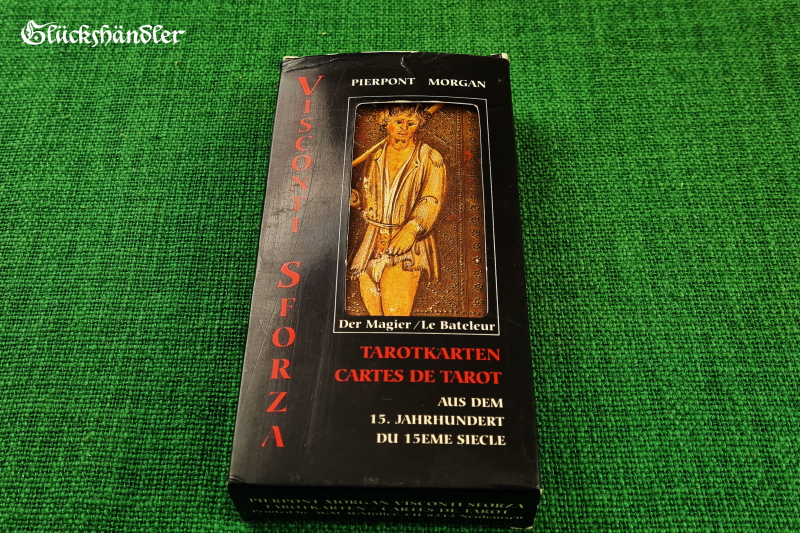 Glückshändler
PIERPONT MORGAN
VISCONTI SFORZA
Der Magier/Le Bateleur
TAROTKARTEN
CARTES DE TAROT
AUS DEM
15. JAHRHUNDERT
DU 15EME SIECLE
PIERPONT MORGAN VISCONTI SFORZA
TAROTKARTEN - CARTES DE TAROT